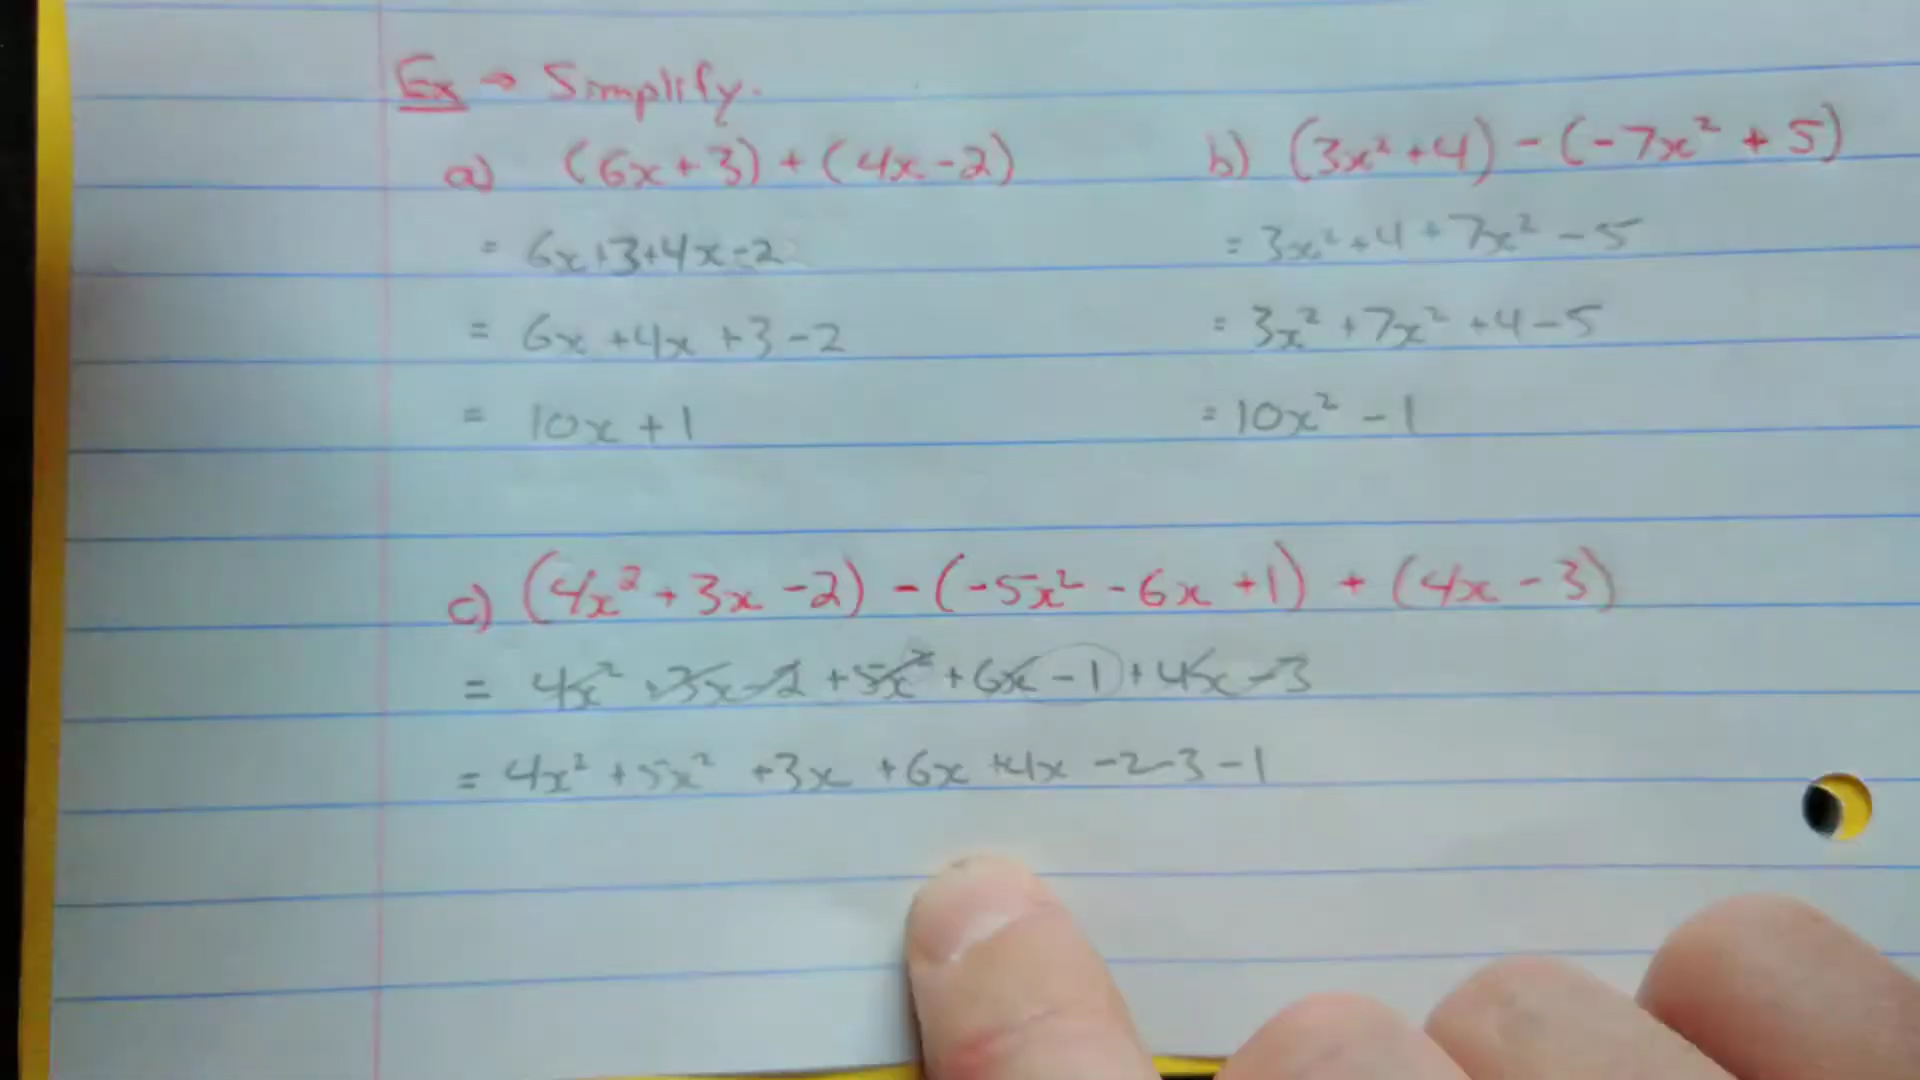 Ex → Simplify.
a) (6x+3)+(4x-2)
= 6x+3+4x-2
= 6x+4x+3-2
= 10x+1
b) (3x²+4)-(-7x²+5)
= 3x²+4+7x²-5
= 3x²+7x²+4-5
= 10x²-1
c) (4x²+3x-2)-(-5x²-6x+1)+(4x-3)
= 4x²+3x-2+5x²+6x-1+4x-3
= 4x²+5x²+3x+6x+4x-2-3-1